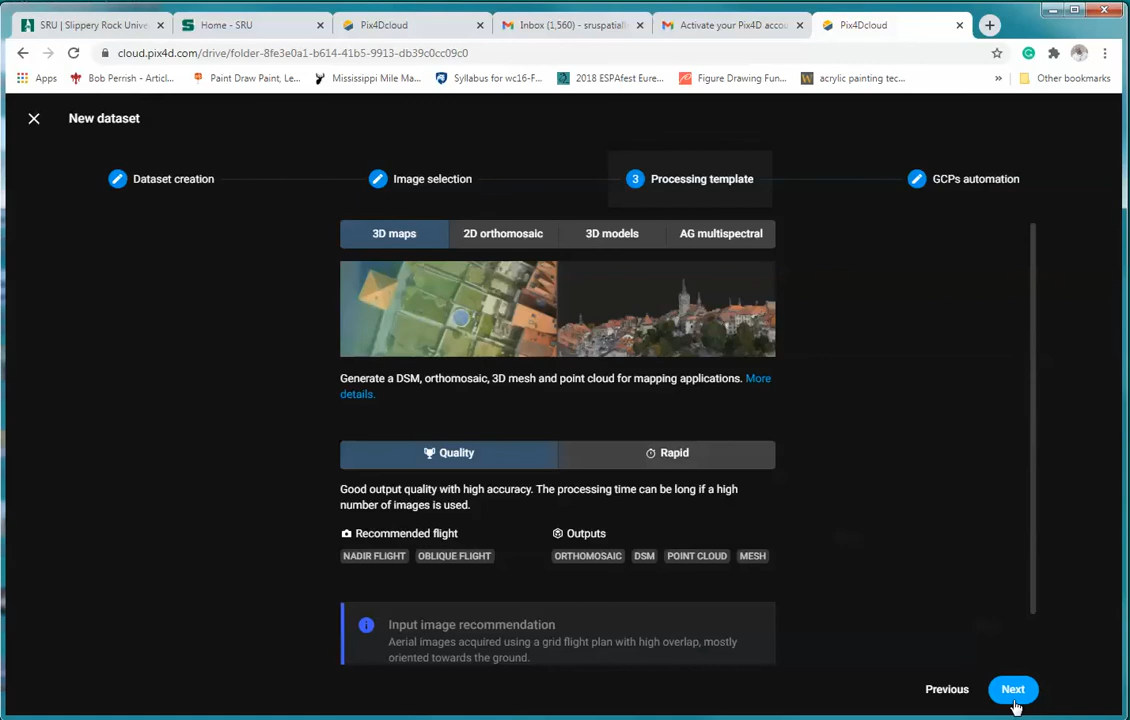 SRU | Slippery Rock Unive
Home - SRU
Pix4Dcloud
Inbox (1,560) - sruspatial
Activate your Pix4D accou
Pix4Dcloud
cloud.pix4d.com/drive/folder-8fe3e0a1-b614-41b5-9913-db39c0cc09c0
Apps
Bob Perrish - Articl...
Paint Draw Paint, Le...
Mississippi Mile Ma...
Syllabus for wc16-F...
2018 ESPAfest Eure...
Figure Drawing Fun...
acrylic painting tec...
»
Other bookmarks
New dataset
Dataset creation
Image selection
3 Processing template
GCPs automation
3D maps
2D orthomosaic
3D models
AG multispectral
Generate a DSM, orthomosaic, 3D mesh and point cloud for mapping applications. More
details.
Quality
Rapid
Good output quality with high accuracy. The processing time can be long if a high
number of images is used.
Recommended flight
Outputs
NADIR FLIGHT OBLIQUE FLIGHT
ORTHOMOSAIC DSM POINT CLOUD MESH
Input image recommendation
Aerial images acquired using a grid flight plan with high overlap, mostly
oriented towards the ground.
Previous
Next